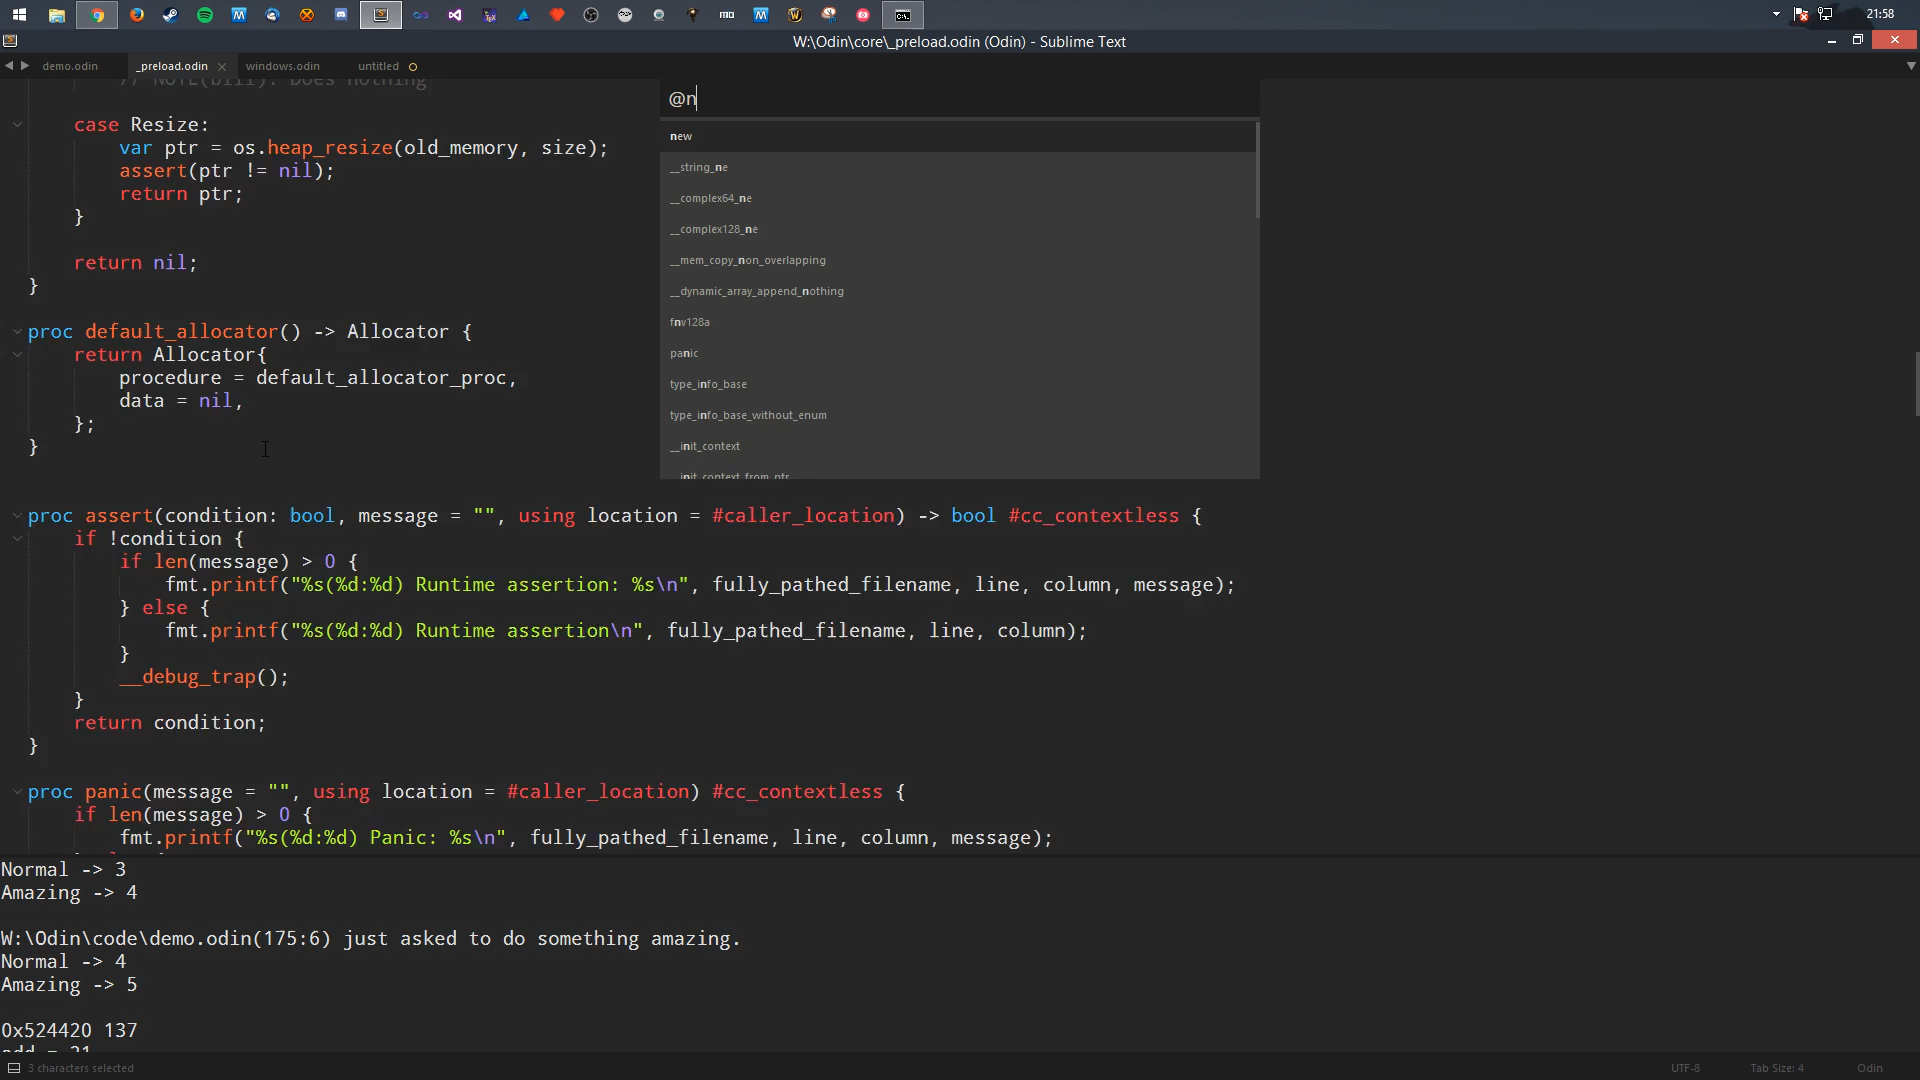 21:58
W:\Odin\core\_preload.odin (Odin) - Sublime Text
demo.odin
_preload.odin
windows.odin
untitled
// NOTE(bill): Does nothing
case Resize:
var ptr = os.heap_resize(old_memory, size);
assert(ptr != nil);
return ptr;
}
return nil;
}
proc default_allocator() -> Allocator {
return Allocator{
procedure = default_allocator_proc,
data = nil,
};
}
@n
new
__string_ne
__complex64_ne
__complex128_ne
__mem_copy_non_overlapping
__dynamic_array_append_nothing
fnv128a
panic
type_info_base
type_info_base_without_enum
__init_context
__init_context_from_ptr
proc assert(condition: bool, message = "", using location = #caller_location) -> bool #cc_contextless {
if !condition {
if len(message) > 0 {
fmt.printf("%s(%d:%d) Runtime assertion: %s\n", fully_pathed_filename, line, column, message);
} else {
fmt.printf("%s(%d:%d) Runtime assertion\n", fully_pathed_filename, line, column);
}
__debug_trap();
}
return condition;
}
proc panic(message = "", using location = #caller_location) #cc_contextless {
if len(message) > 0 {
fmt.printf("%s(%d:%d) Panic: %s\n", fully_pathed_filename, line, column, message);
Normal -> 3
Amazing -> 4
W:\Odin\code\demo.odin(175:6) just asked to do something amazing.
Normal -> 4
Amazing -> 5
0x524420 137
3 characters selected
UTF-8
Tab Size: 4
Odin